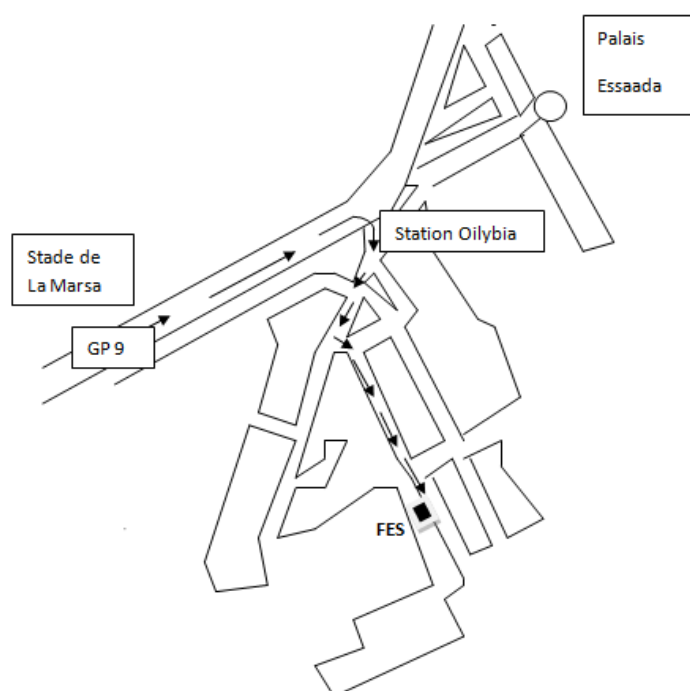 Palais
Essaada
Station Oilybia
Stade de
La Marsa
GP 9
FES